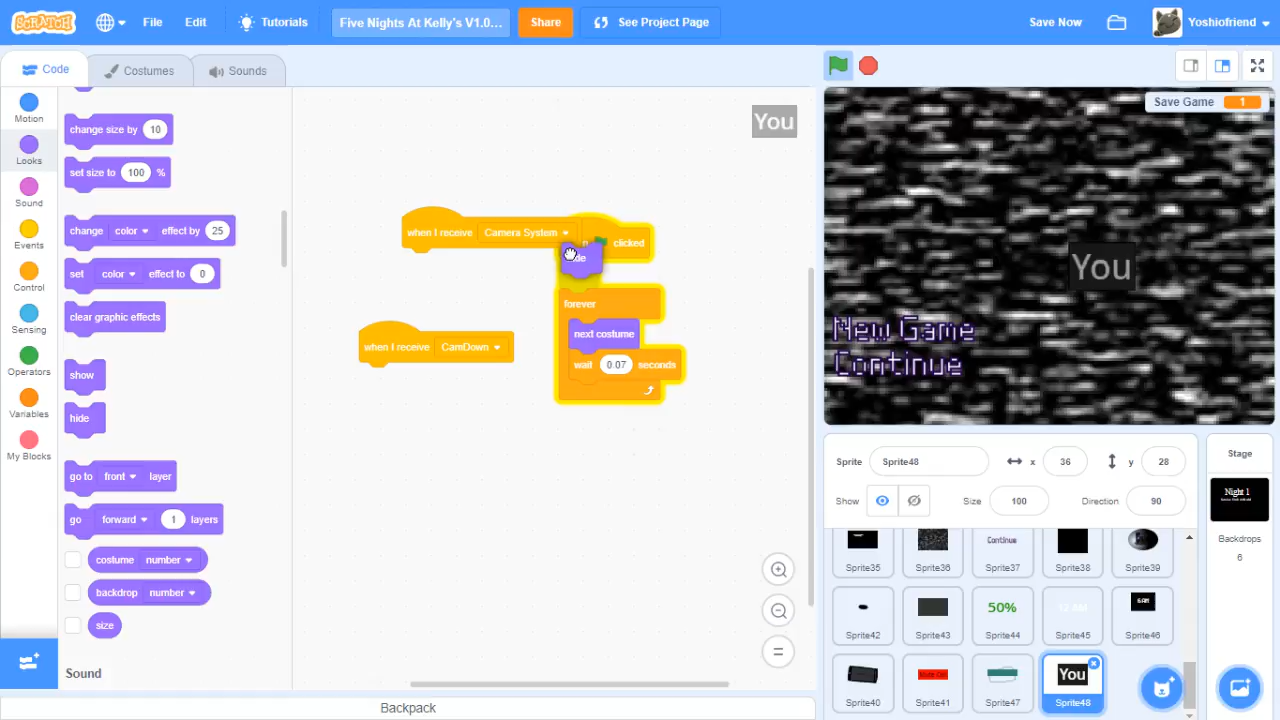 SCRATCH File Edit Tutorials Five Nights At Kelly's V1.0... Share See Project Page Save Now Yoshiofriend
Code Costumes Sounds
Motion
Looks
Sound
Events
Control
Sensing
Operators
Variables
My Blocks
change size by 10
set size to 100 %
change color effect by 25
set color effect to 0
clear graphic effects
show
hide
go to front layer
go forward 1 layers
costume number
backdrop number
size
Sound
You
when I receive Camera System
clicked
forever
next costume
wait 0.07 seconds
when I receive CamDown
Backpack
Save Game 1
You
New Game
Continue
Sprite Sprite48 x 36 y 28
Show Size 100 Direction 90
Stage
Night 1
Backdrops
6
Continue
Sprite35 Sprite36 Sprite37 Sprite38 Sprite39
50% 12 AM 6 AM
Sprite42 Sprite43 Sprite44 Sprite45 Sprite46
Mute Call You
Sprite40 Sprite41 Sprite47 Sprite48